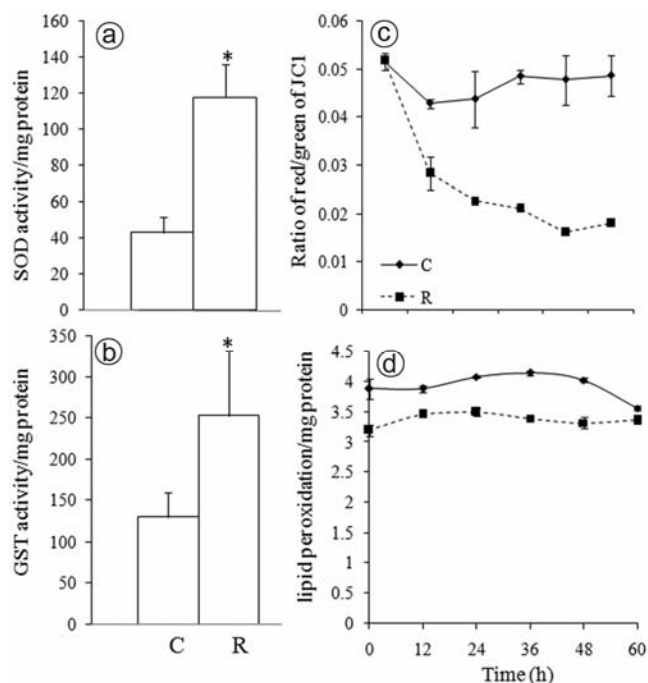 a
SOD activity/mg protein
160
140
120
100
80
60
40
20
0
*
b
GST activity/mg protein
350
300
250
200
150
100
50
0
*
C R
c
Ratio of red/green of JC1
0.06
0.05
0.04
0.03
0.02
0.01
0
C
R
d
lipid peroxidation/mg protein
4.5
4
3.5
3
2.5
2
1.5
1
0.5
0
0 12 24 36 48 60
Time (h)